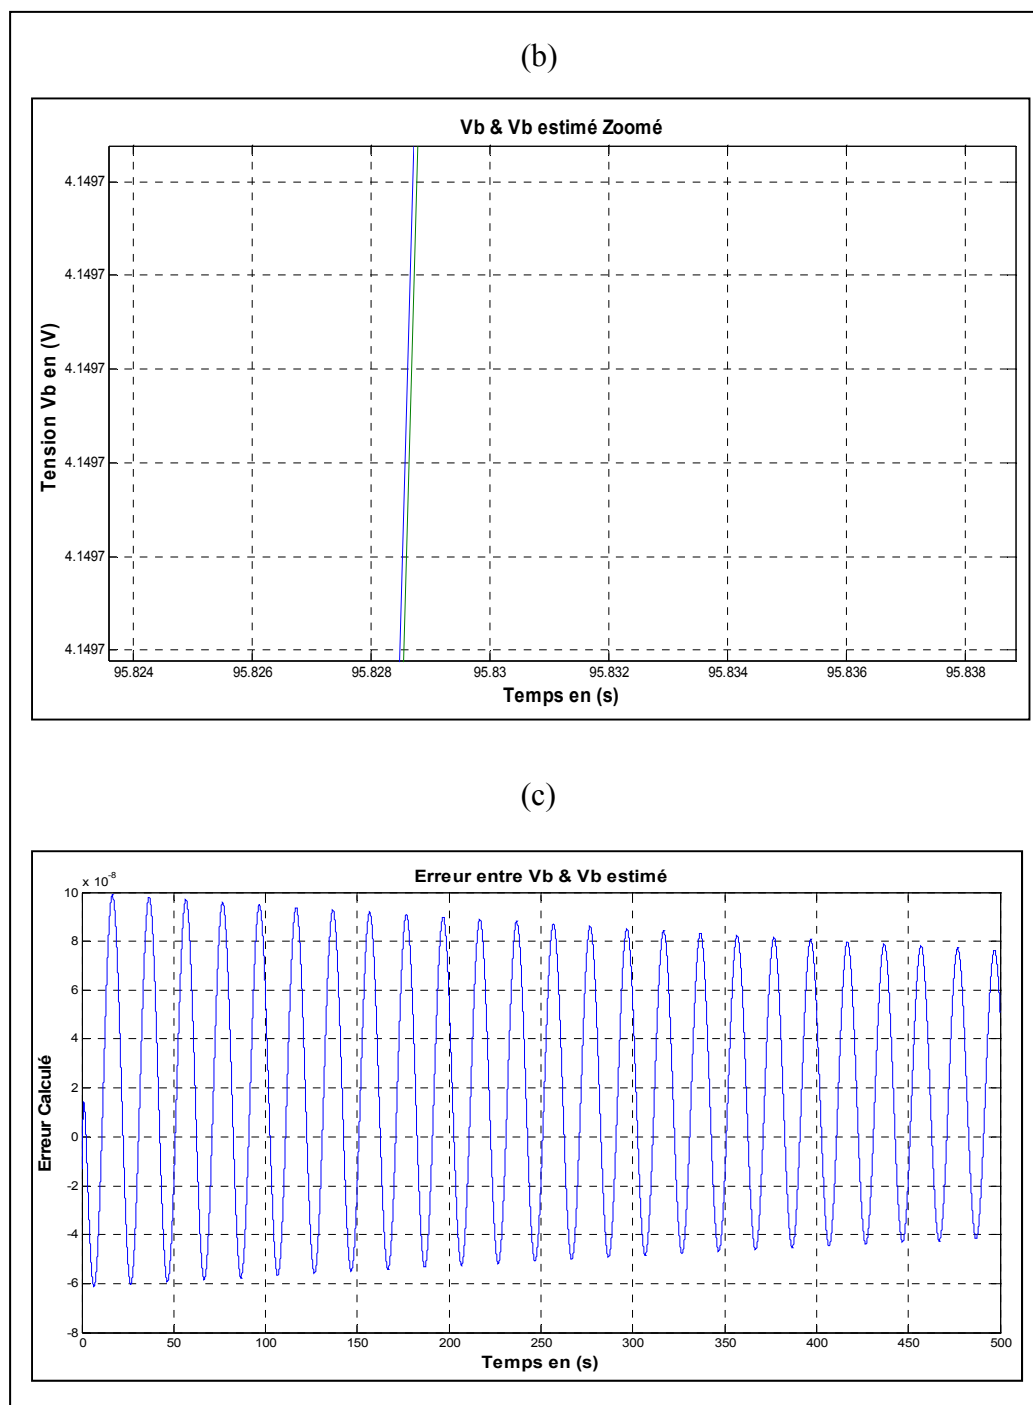 (b)
Vb & Vb estimé Zoomé
Tension Vb en (V)
4.1497
4.1497
4.1497
4.1497
4.1497
4.1497
95.824 95.826 95.828 95.83 95.832 95.834 95.836 95.838
Temps en (s)
(c)
Erreur entre Vb & Vb estimé
x 10-8
Erreur Calculé
10
8
6
4
2
0
-2
-4
-6
-8
0 50 100 150 200 250 300 350 400 450 500
Temps en (s)